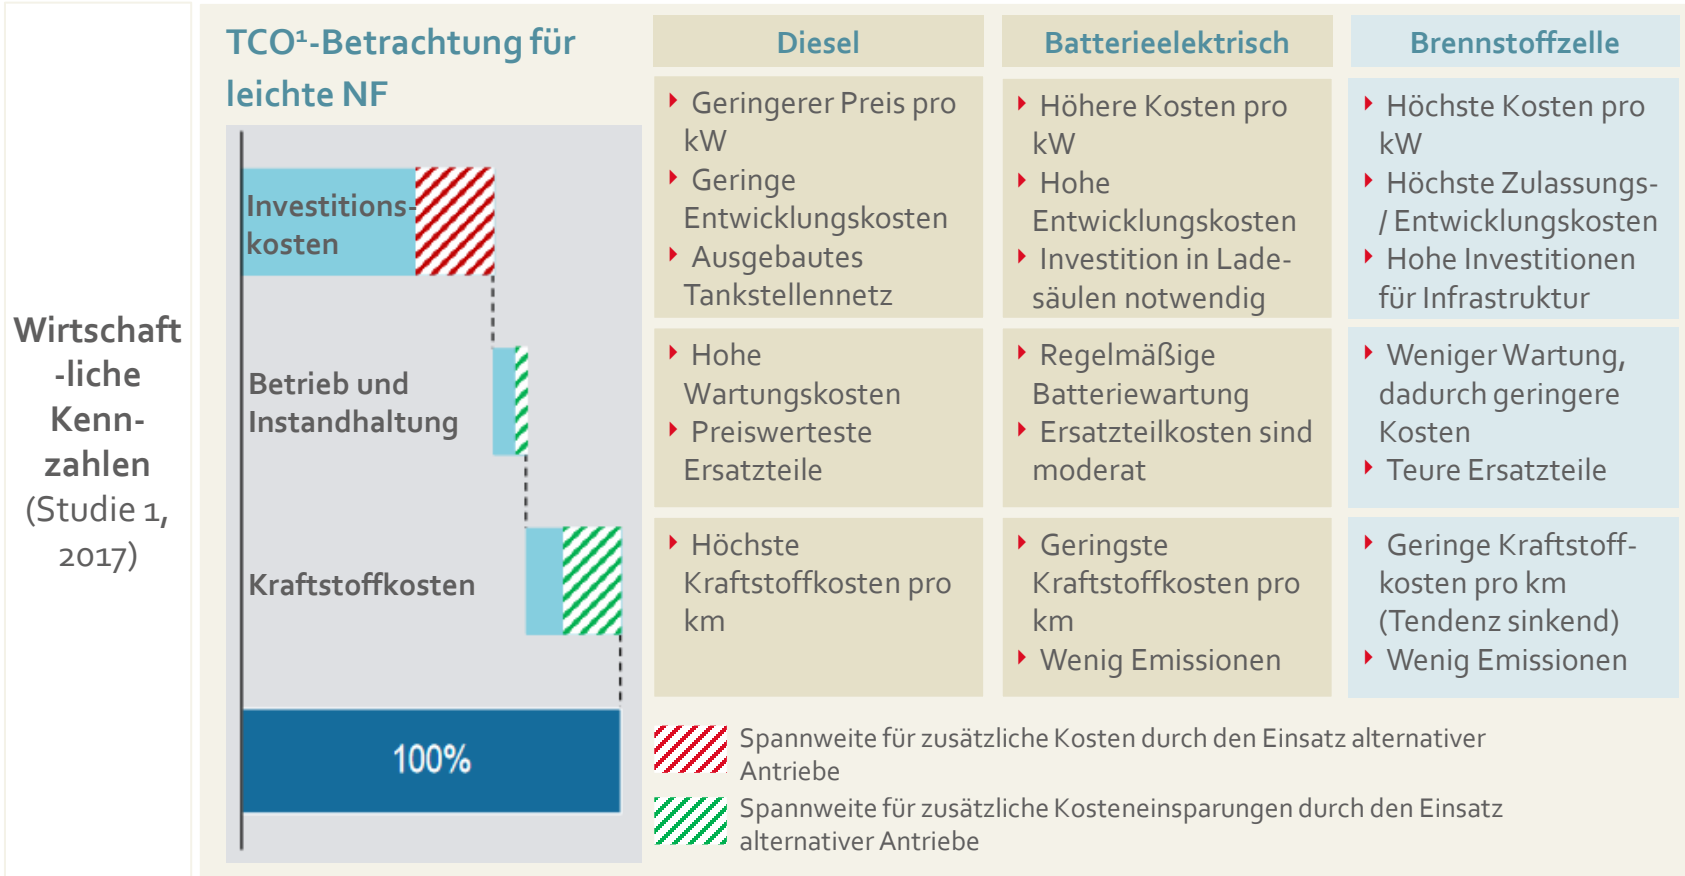 Wirtschaft
-liche
Kenn-
zahlen
(Studie 1,
2017)
TCO¹-Betrachtung für
leichte NF
Investitions-
kosten
Betrieb und
Instandhaltung
Kraftstoffkosten
100%
Diesel
Batterieelektrisch
Brennstoffzelle
Geringerer Preis pro
kW
Geringe
Entwicklungskosten
Ausgebautes
Tankstellennetz
Höhere Kosten pro
kW
Hohe
Entwicklungskosten
Investition in Lade-
säulen notwendig
Höchste Kosten pro
kW
Höchste Zulassungs-
/ Entwicklungskosten
Hohe Investitionen
für Infrastruktur
Hohe
Wartungskosten
Preiswerteste
Ersatzteile
Regelmäßige
Batteriewartung
Ersatzteilkosten sind
moderat
Weniger Wartung,
dadurch geringere
Kosten
Teure Ersatzteile
Höchste
Kraftstoffkosten pro
km
Geringste
Kraftstoffkosten pro
km
Wenig Emissionen
Geringe Kraftstoff-
kosten pro km
(Tendenz sinkend)
Wenig Emissionen
Spannweite für zusätzliche Kosten durch den Einsatz alternativer
Antriebe
Spannweite für zusätzliche Kosteneinsparungen durch den Einsatz
alternativer Antriebe